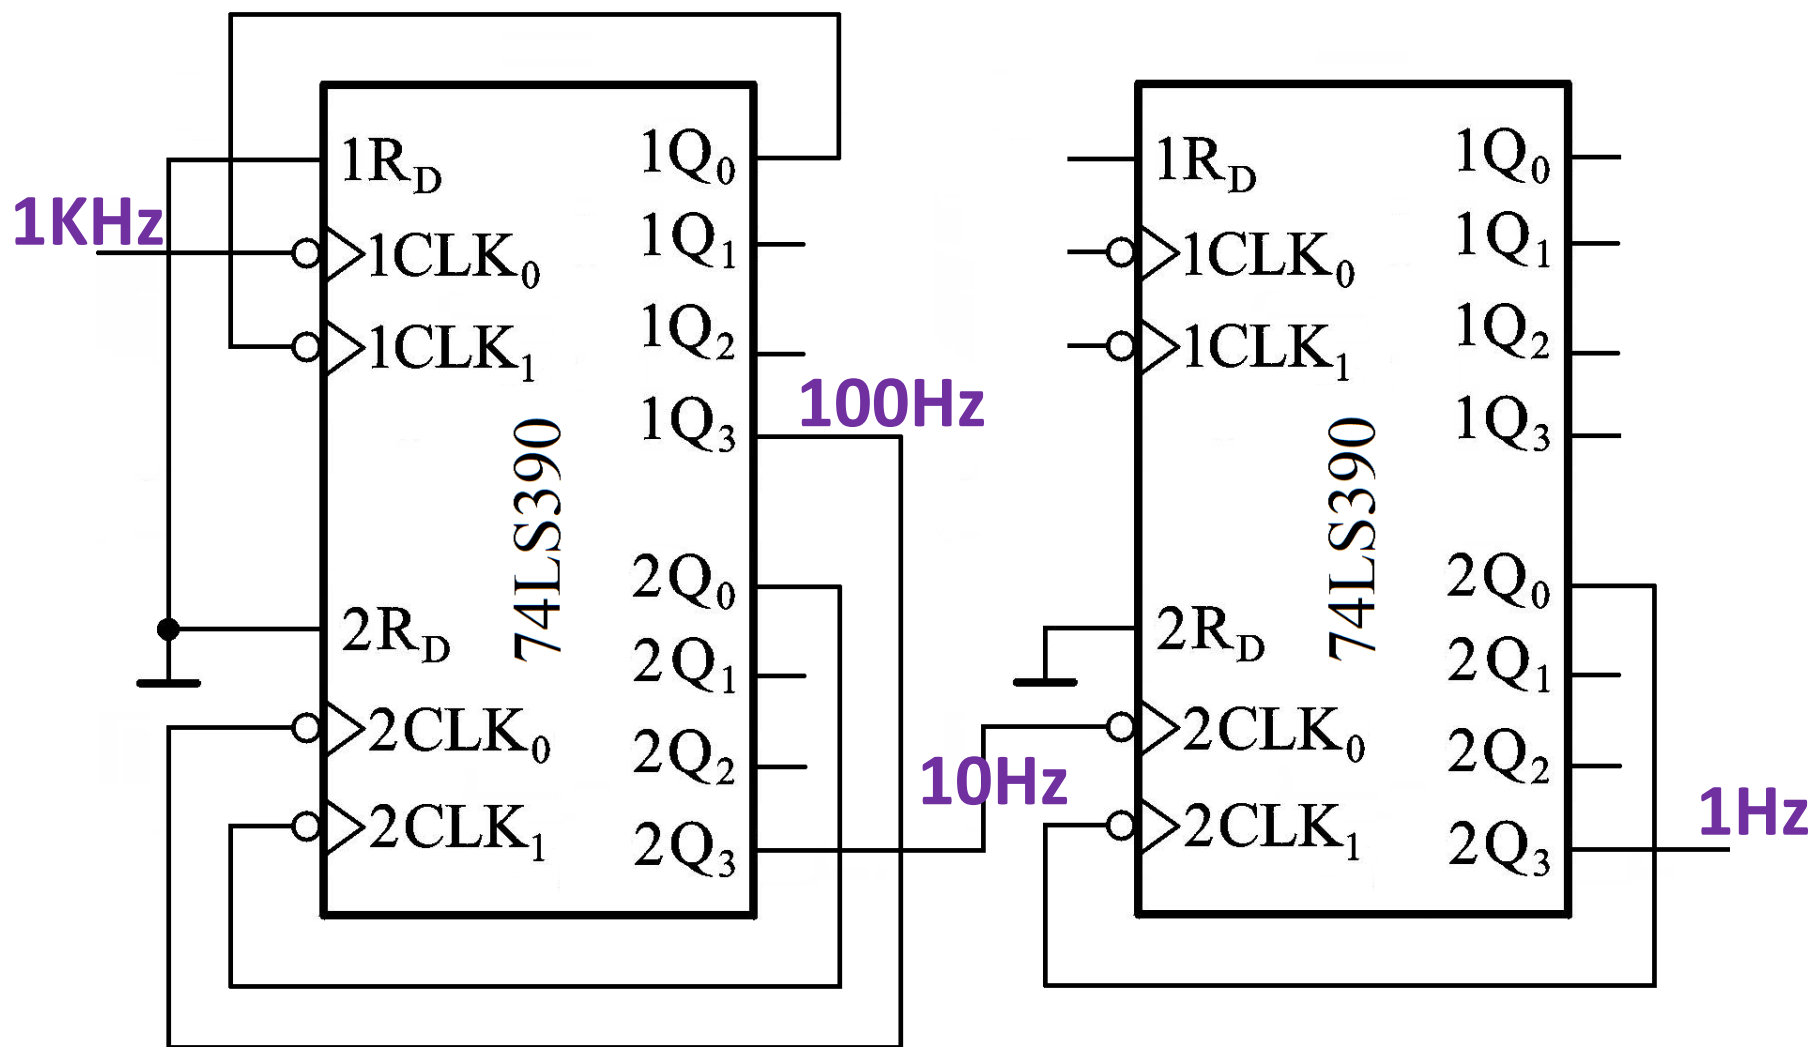 1KHz
1R_D
1CLK_0
1CLK_1
2R_D
2CLK_0
2CLK_1
74LS390
1Q_0
1Q_1
1Q_2
1Q_3
2Q_0
2Q_1
2Q_2
2Q_3
100Hz
10Hz
1R_D
1CLK_0
1CLK_1
2R_D
2CLK_0
2CLK_1
74LS390
1Q_0
1Q_1
1Q_2
1Q_3
2Q_0
2Q_1
2Q_2
2Q_3
1Hz